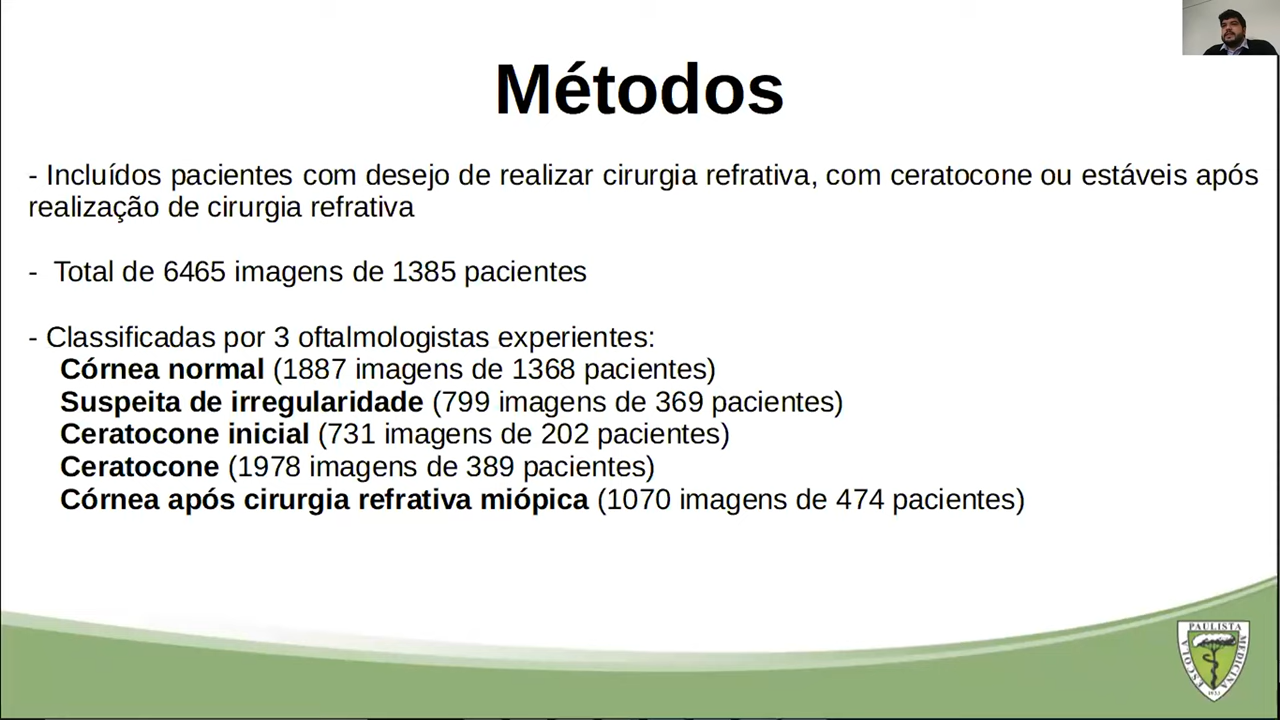 Métodos
- Incluídos pacientes com desejo de realizar cirurgia refrativa, com ceratocone ou estáveis após
realização de cirurgia refrativa
- Total de 6465 imagens de 1385 pacientes
- Classificadas por 3 oftalmologistas experientes:
Córnea normal (1887 imagens de 1368 pacientes)
Suspeita de irregularidade (799 imagens de 369 pacientes)
Ceratocone inicial (731 imagens de 202 pacientes)
Ceratocone (1978 imagens de 389 pacientes)
Córnea após cirurgia refrativa miópica (1070 imagens de 474 pacientes)
ESCOLA PAULISTA MEDICINA
1933